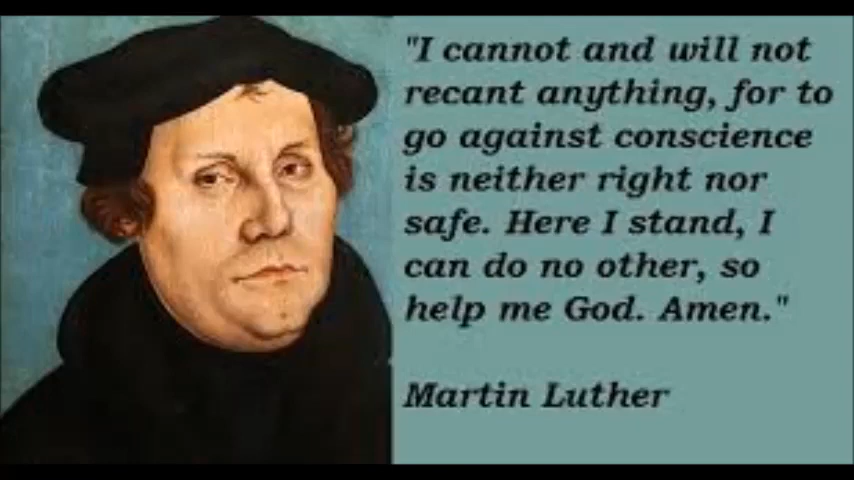 "I cannot and will not
recant anything, for to
go against conscience
is neither right nor
safe. Here I stand, I
can do no other, so
help me God. Amen."
Martin Luther